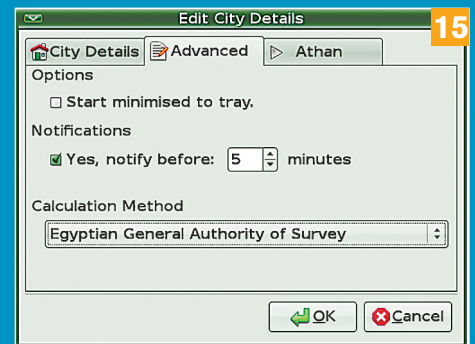 Edit City Details
15
City Details Advanced Athan
Options
Start minimised to tray.
Notifications
Yes, notify before: 5 minutes
Calculation Method
Egyptian General Authority of Survey
OK Cancel